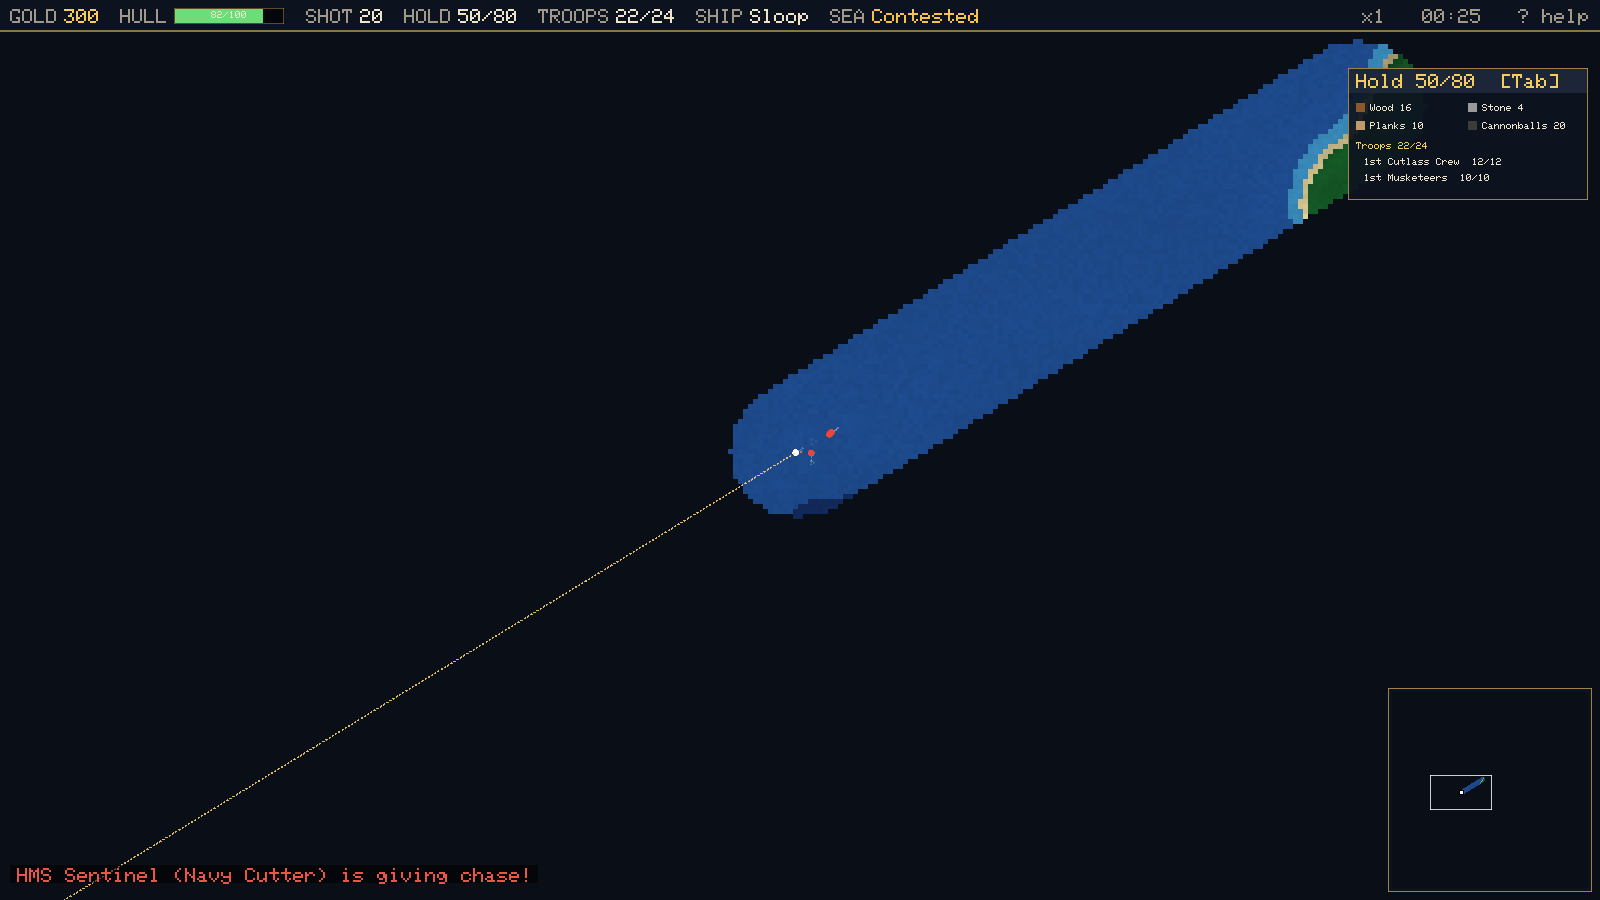 GOLD 300 HULL 82/100 SHOT 20 HOLD 50/80 TROOPS 22/24 SHIP Sloop SEA Contested x1 00:25 ? help
Hold 50/80 [Tab]
Wood 16 Stone 4
Planks 10 Cannonballs 20
Troops 22/24
1st Cutlass Crew 12/12
1st Musketeers 10/10
HMS Sentinel (Navy Cutter) is giving chase!